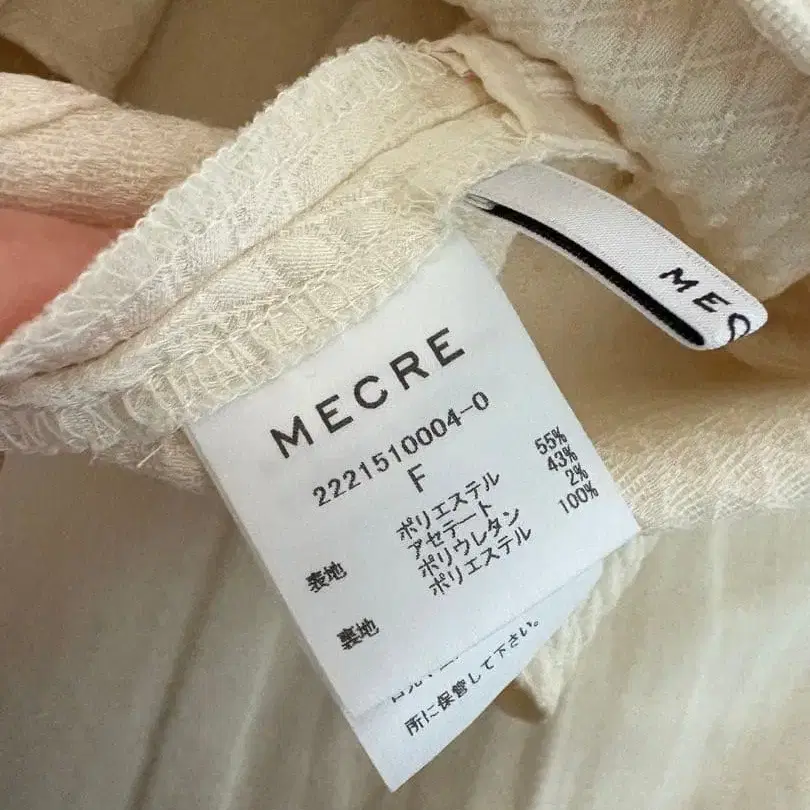 MES
MECRE
2221510004-0
F
表地 ポリエステル 55%
アセテート 43%
ポリウレタン 2%
裏地 ポリエステル 100%
所に保管して下さい。